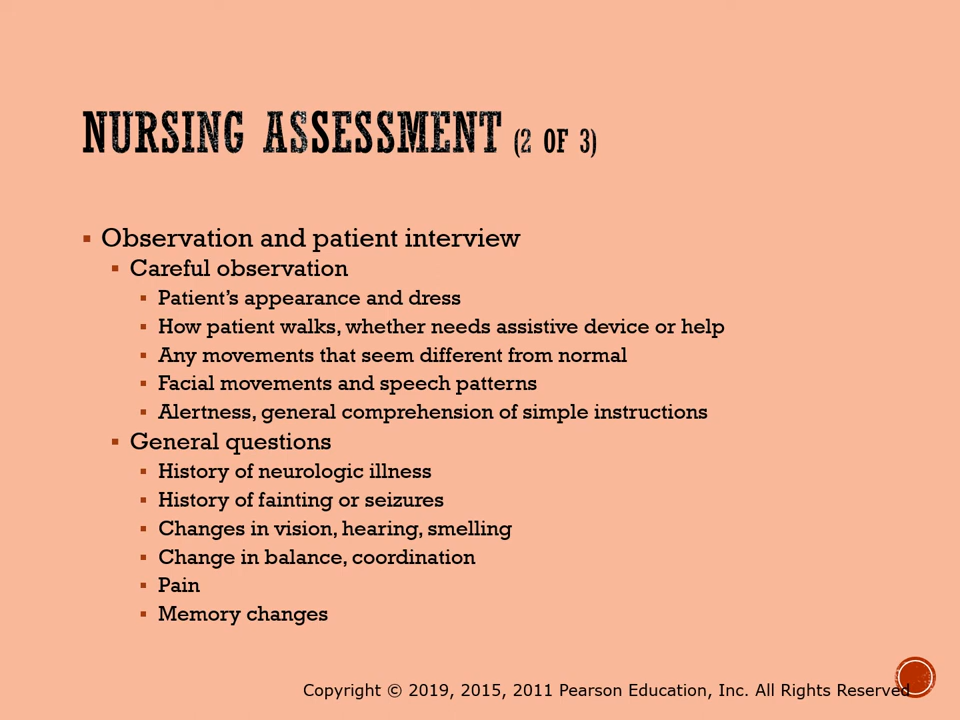 NURSING ASSESSMENT (2 OF 3)
▪ Observation and patient interview
▪ Careful observation
▪ Patient’s appearance and dress
▪ How patient walks, whether needs assistive device or help
▪ Any movements that seem different from normal
▪ Facial movements and speech patterns
▪ Alertness, general comprehension of simple instructions
▪ General questions
▪ History of neurologic illness
▪ History of fainting or seizures
▪ Changes in vision, hearing, smelling
▪ Change in balance, coordination
▪ Pain
▪ Memory changes
Copyright © 2019, 2015, 2011 Pearson Education, Inc. All Rights Reserved